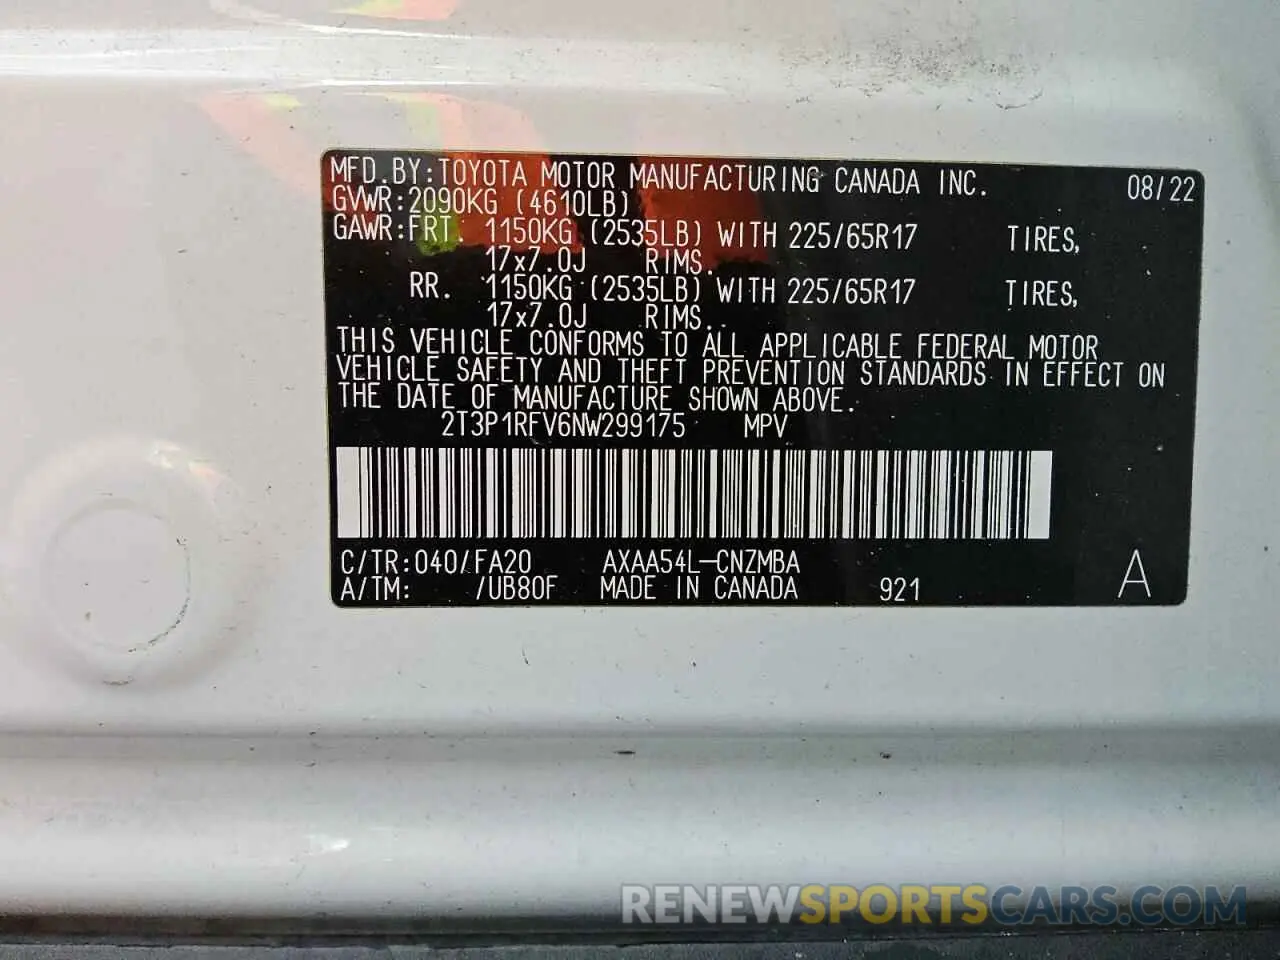 MFD.BY:TOYOTA MOTOR MANUFACTURING CANADA INC. 08/22
GVWR:2090KG (4610LB)
GAWR:FRT 1150KG (2535LB) WITH 225/65R17 TIRES,
17x7.0J RIMS.
RR. 1150KG (2535LB) WITH 225/65R17 TIRES,
17x7.0J RIMS.
THIS VEHICLE CONFORMS TO ALL APPLICABLE FEDERAL MOTOR
VEHICLE SAFETY AND THEFT PREVENTION STANDARDS IN EFFECT ON
THE DATE OF MANUFACTURE SHOWN ABOVE.
2T3P1RFV6NW299175 MPV
C/TR:040/FA20 AXAA54L-CNZMBA
A/TM: /UB80F MADE IN CANADA 921 A
RENEWSPORTSCARS.COM